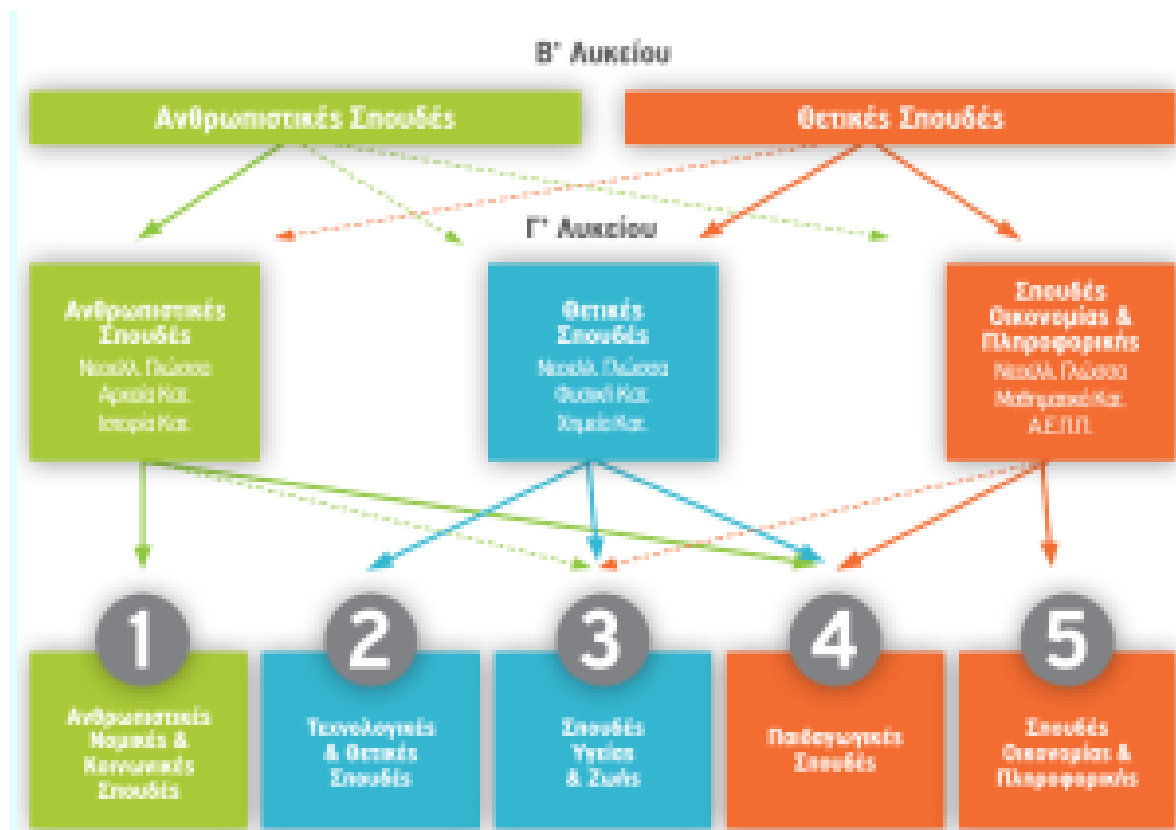 Β' Λυκείου
Ανθρωπιστικές Σπουδές
Θετικές Σπουδές
Γ' Λυκείου
Ανθρωπιστικές
Σπουδές
Νεοελλ. Γλώσσα
Αρχαία Κατ.
Ιστορία Κατ.
Θετικές
Σπουδές
Νεοελλ. Γλώσσα
Φυσική Κατ.
Χημεία Κατ.
Σπουδές
Οικονομίας &
Πληροφορικής
Νεοελλ. Γλώσσα
Μαθηματικά Κατ.
Α.Ε.Π.Π.
1
Ανθρωπιστικές
Νομικές &
Κοινωνικές
Σπουδές
2
Τεχνολογικές
& Θετικές
Σπουδές
3
Σπουδές
Υγείας
& Ζωής
4
Παιδαγωγικές
Σπουδές
5
Σπουδές
Οικονομίας &
Πληροφορικής